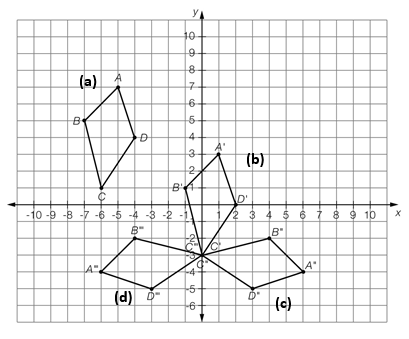 y
10
9
8
(a)
A
7
6
B
5
D
4
A'
(b)
3
2
B'
C
1
D'
x
-10 -9 -8 -7 -6 -5 -4 -3 -2 -1 1 2 3 4 5 6 7 8 9 10
B'''
-2
B''
C''' C'
-3
C''
A'''
-4
A''
D'''
-5
D''
(d)
(c)
-6